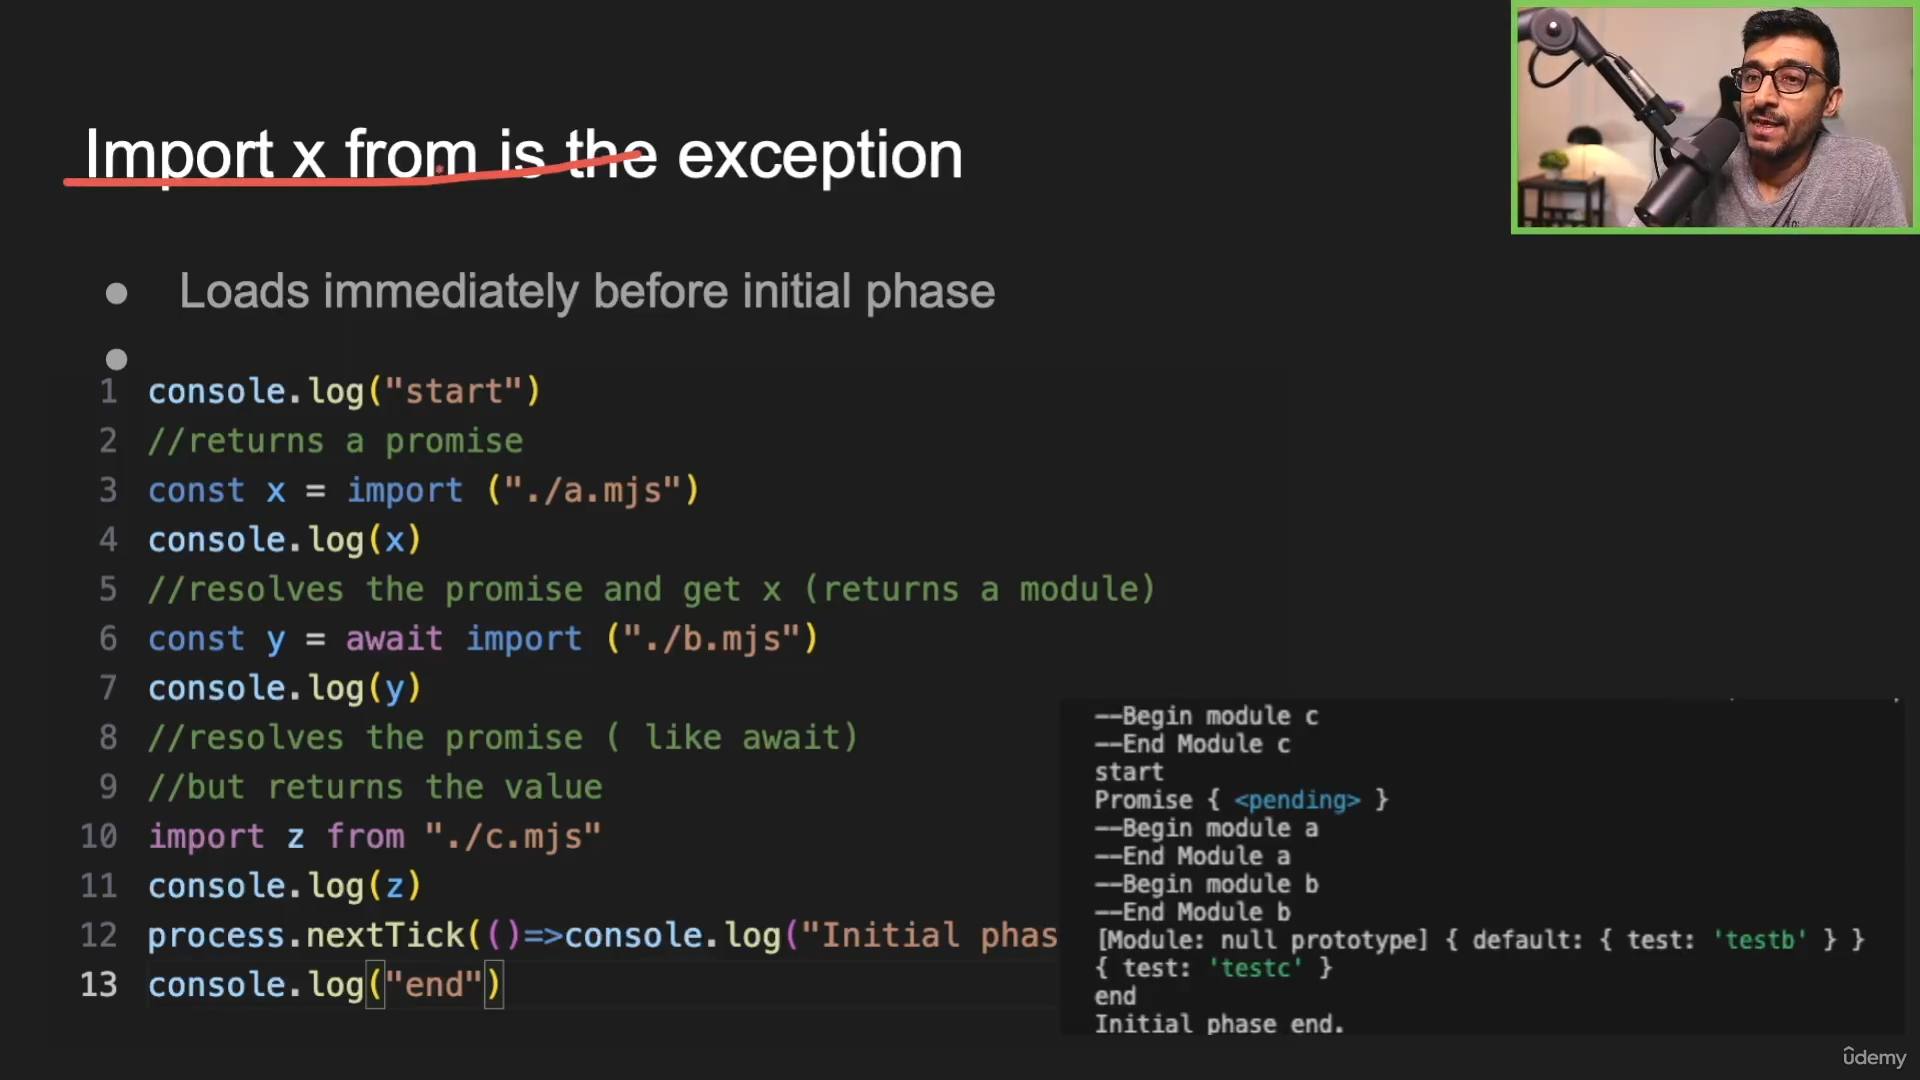 Import x from is the exception
● Loads immediately before initial phase
●
1 console.log("start")
2 //returns a promise
3 const x = import ("./a.mjs")
4 console.log(x)
5 //resolves the promise and get x (returns a module)
6 const y = await import ("./b.mjs")
7 console.log(y)
8 //resolves the promise ( like await)
9 //but returns the value
10 import z from "./c.mjs"
11 console.log(z)
12 process.nextTick(()=>console.log("Initial phas
13 console.log("end")
––Begin module c
––End Module c
start
Promise { <pending> }
––Begin module a
––End Module a
––Begin module b
––End Module b
[Module: null prototype] { default: { test: 'testb' } }
{ test: 'testc' }
end
Initial phase end.
ûdemy